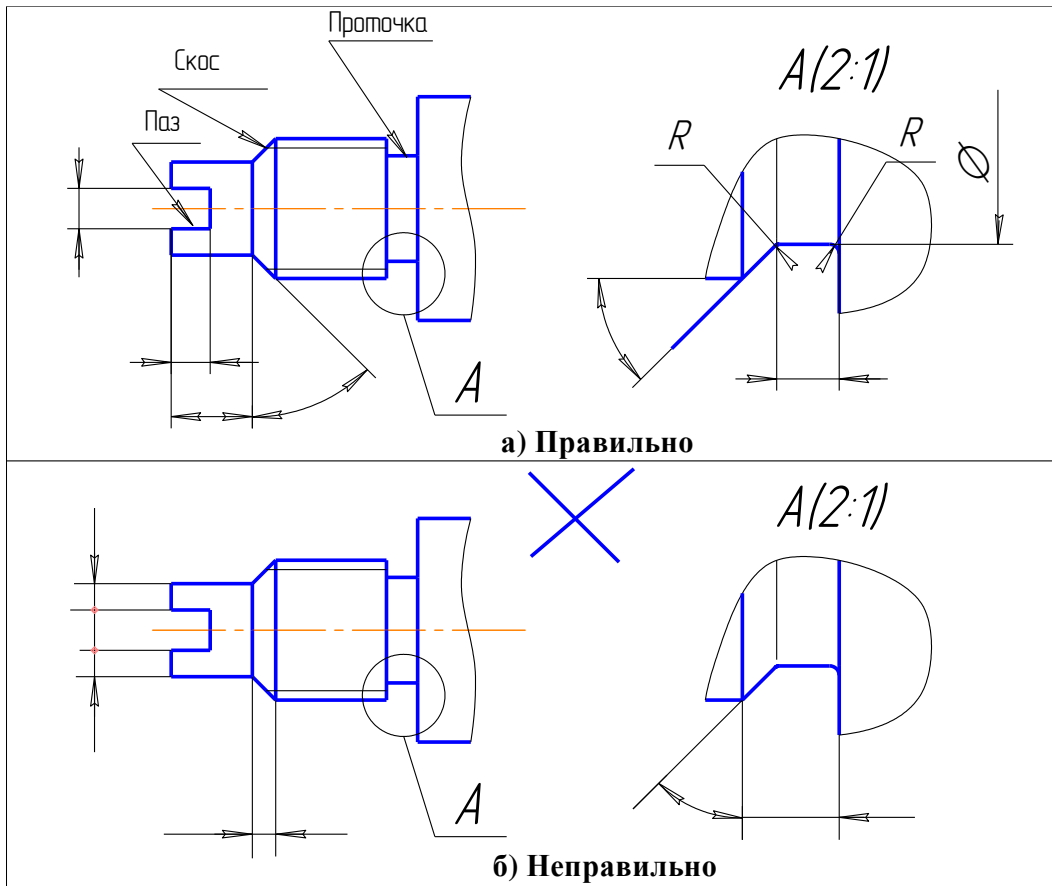 Проточка
Скос
Паз
А(2:1)
R
R
Ø
А
а) Правильно
А(2:1)
А
б) Неправильно